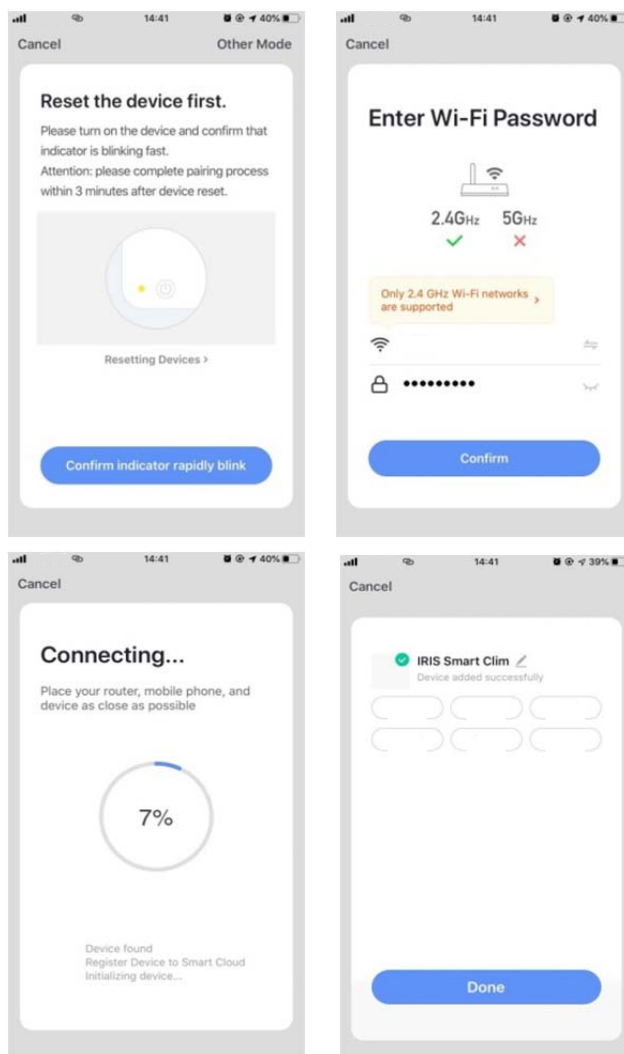 14:41
40%
Cancel
Other Mode
Reset the device first.
Please turn on the device and confirm that
indicator is blinking fast.
Attention: please complete pairing process
within 3 minutes after device reset.
Resetting Devices >
Confirm indicator rapidly blink
14:41
40%
Cancel
Enter Wi-Fi Password
2.4GHz 5GHz
Only 2.4 GHz Wi-Fi networks >
are supported
Confirm
14:41
40%
Cancel
Connecting...
Place your router, mobile phone, and
device as close as possible
7%
Device found
Register Device to Smart Cloud
Initializing device...
14:41
39%
Cancel
IRIS Smart Clim
Device added successfully
Done